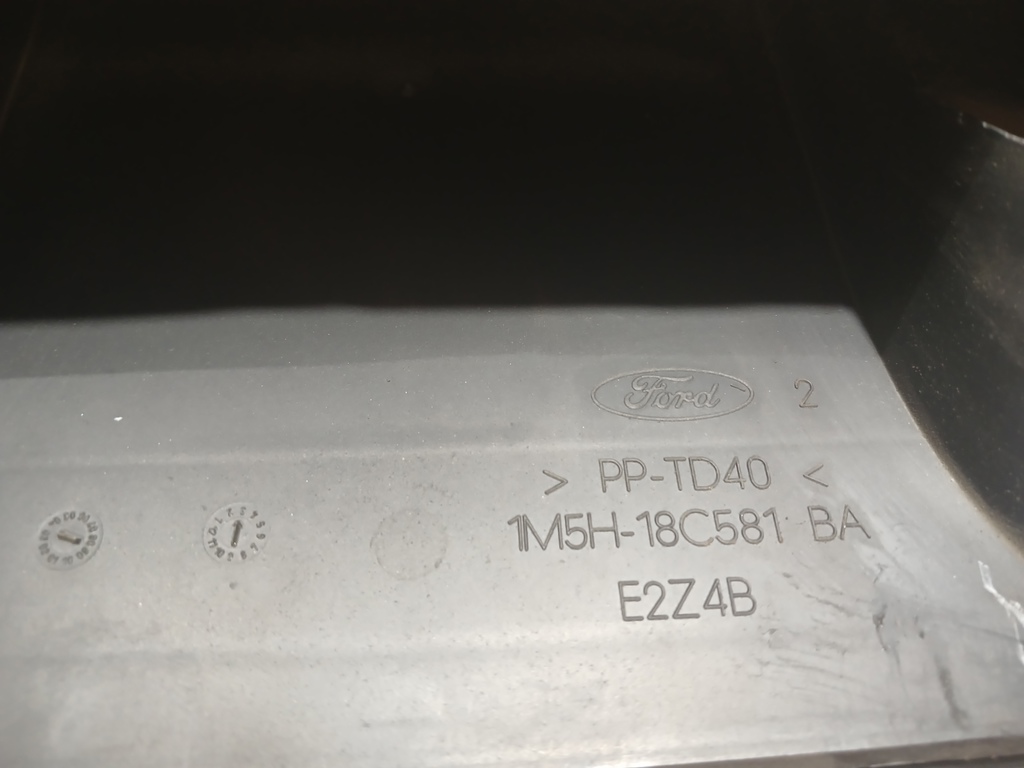 Ford 2
> PP-TD40 <
1M5H-18C581 BA
E2Z4B